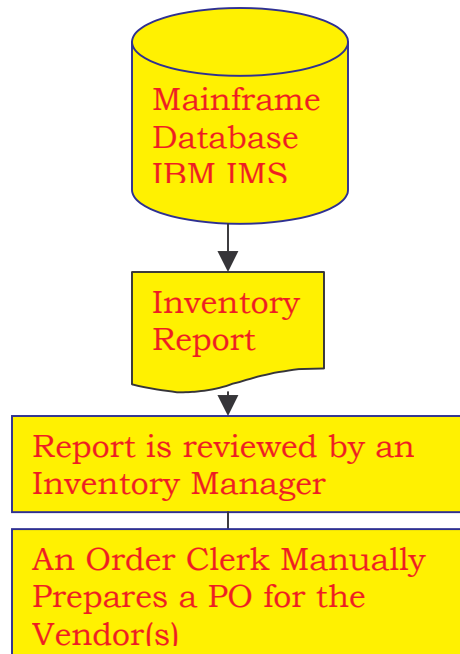 Mainframe
Database
IBM IMS
Inventory
Report
Report is reviewed by an
Inventory Manager
An Order Clerk Manually
Prepares a PO for the
Vendor(s)